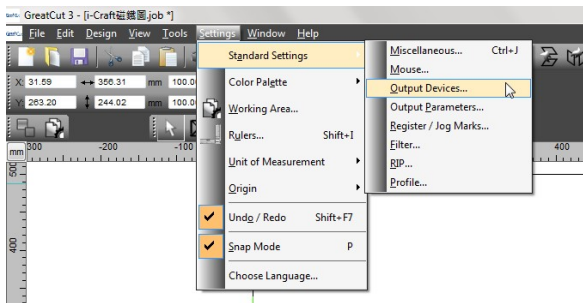 GreatCut 3 - [i-Craft磁鐵圖.job *]
File Edit Design View Tools Settings Window Help
Standard Settings
Color Palette
Working Area...
Rulers... Shift+I
Unit of Measurement
Origin
Undo / Redo Shift+F7
Snap Mode P
Choose Language...
Miscellaneous... Ctrl+J
Mouse...
Output Devices...
Output Parameters...
Register / Jog Marks...
Filter...
RIP...
Profile...
X: 31.59 356.31 mm 100.0
Y: 263.20 244.02 mm 100.0
mm 300 -200 -100 400
500
400